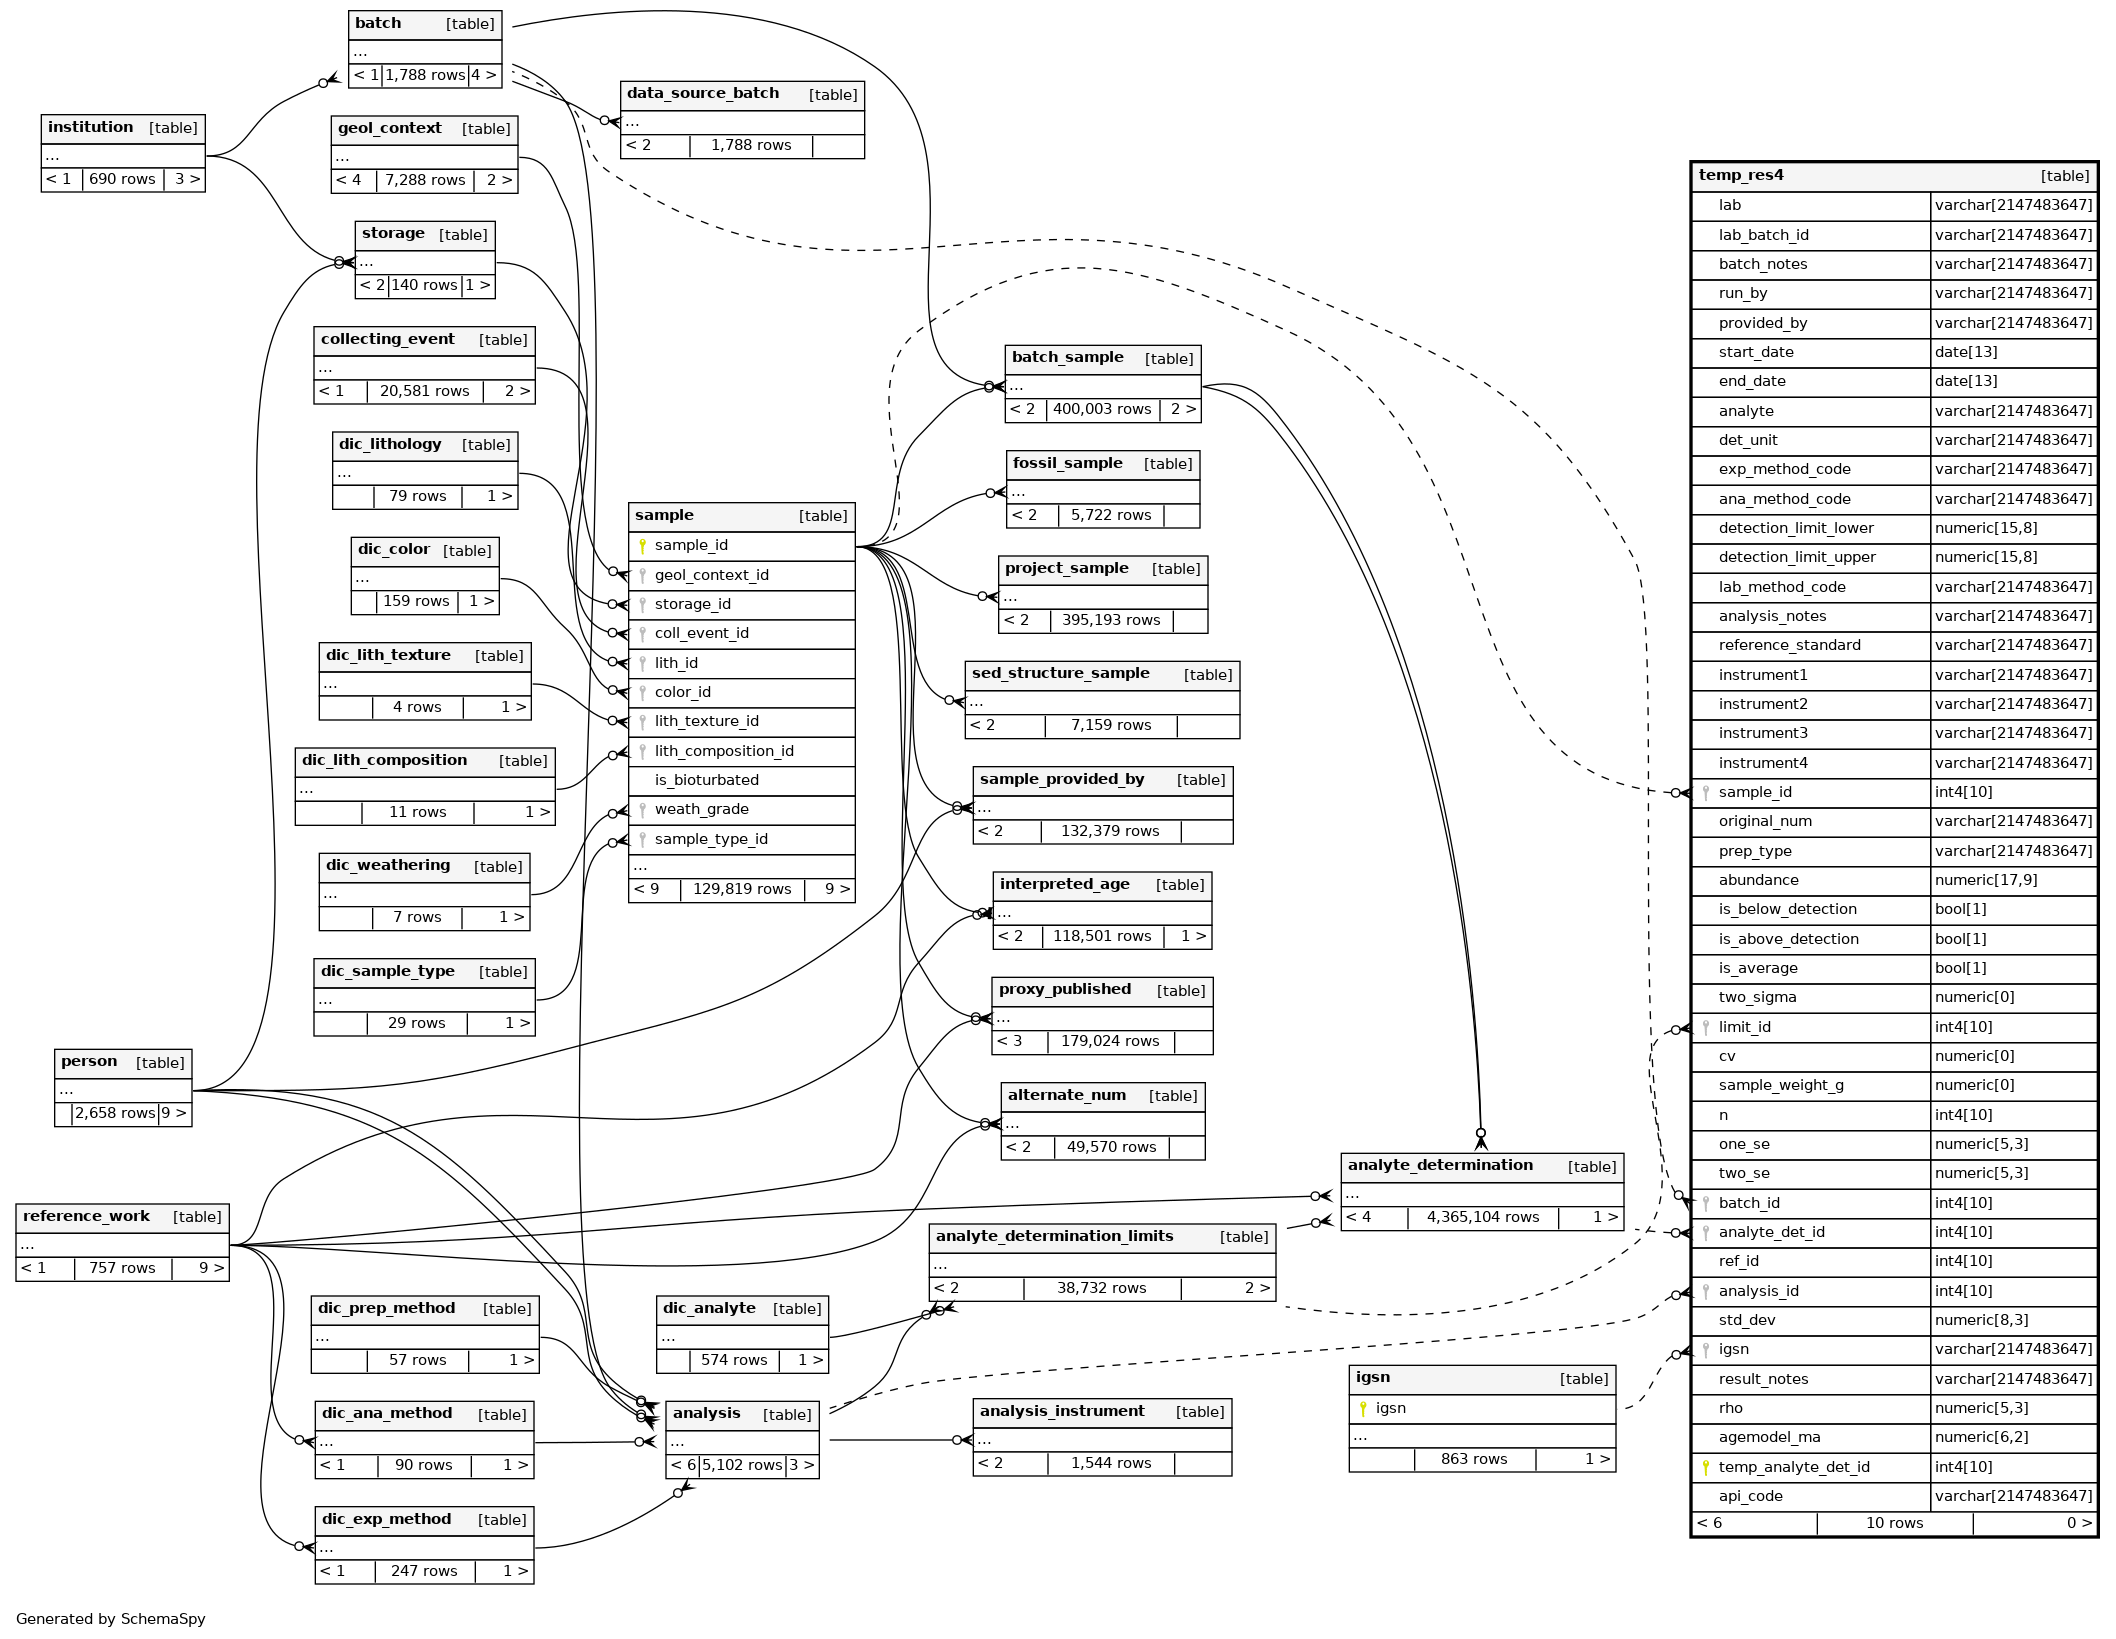 batch [table]
...
< 1 1,788 rows 4 >
data_source_batch [table]
...
< 2 1,788 rows
institution [table]
...
< 1 690 rows 3 >
geol_context [table]
...
< 4 7,288 rows 2 >
storage [table]
...
< 2 140 rows 1 >
collecting_event [table]
...
< 1 20,581 rows 2 >
dic_lithology [table]
...
79 rows 1 >
dic_color [table]
...
159 rows 1 >
dic_lith_texture [table]
...
4 rows 1 >
dic_lith_composition [table]
...
11 rows 1 >
dic_weathering [table]
...
7 rows 1 >
dic_sample_type [table]
...
29 rows 1 >
person [table]
...
2,658 rows 9 >
reference_work [table]
...
< 1 757 rows 9 >
dic_prep_method [table]
...
57 rows 1 >
dic_ana_method [table]
...
< 1 90 rows 1 >
dic_exp_method [table]
...
< 1 247 rows 1 >
sample [table]
sample_id
geol_context_id
storage_id
coll_event_id
lith_id
color_id
lith_texture_id
lith_composition_id
is_bioturbated
weath_grade
sample_type_id
...
< 9 129,819 rows 9 >
dic_analyte [table]
...
574 rows 1 >
analysis [table]
...
< 6 5,102 rows 3 >
batch_sample [table]
...
< 2 400,003 rows 2 >
fossil_sample [table]
...
< 2 5,722 rows
project_sample [table]
...
< 2 395,193 rows
sed_structure_sample [table]
...
< 2 7,159 rows
sample_provided_by [table]
...
< 2 132,379 rows
interpreted_age [table]
...
< 2 118,501 rows 1 >
proxy_published [table]
...
< 3 179,024 rows
alternate_num [table]
...
< 2 49,570 rows
analyte_determination_limits [table]
...
< 2 38,732 rows 2 >
analysis_instrument [table]
...
< 2 1,544 rows
analyte_determination [table]
...
< 4 4,365,104 rows 1 >
igsn [table]
igsn
...
863 rows 1 >
temp_res4 [table]
lab varchar[2147483647]
lab_batch_id varchar[2147483647]
batch_notes varchar[2147483647]
run_by varchar[2147483647]
provided_by varchar[2147483647]
start_date date[13]
end_date date[13]
analyte varchar[2147483647]
det_unit varchar[2147483647]
exp_method_code varchar[2147483647]
ana_method_code varchar[2147483647]
detection_limit_lower numeric[15,8]
detection_limit_upper numeric[15,8]
lab_method_code varchar[2147483647]
analysis_notes varchar[2147483647]
reference_standard varchar[2147483647]
instrument1 varchar[2147483647]
instrument2 varchar[2147483647]
instrument3 varchar[2147483647]
instrument4 varchar[2147483647]
sample_id int4[10]
original_num varchar[2147483647]
prep_type varchar[2147483647]
abundance numeric[17,9]
is_below_detection bool[1]
is_above_detection bool[1]
is_average bool[1]
two_sigma numeric[0]
limit_id int4[10]
cv numeric[0]
sample_weight_g numeric[0]
n int4[10]
one_se numeric[5,3]
two_se numeric[5,3]
batch_id int4[10]
analyte_det_id int4[10]
ref_id int4[10]
analysis_id int4[10]
std_dev numeric[8,3]
igsn varchar[2147483647]
result_notes varchar[2147483647]
rho numeric[5,3]
agemodel_ma numeric[6,2]
temp_analyte_det_id int4[10]
api_code varchar[2147483647]
< 6 10 rows 0 >
Generated by SchemaSpy